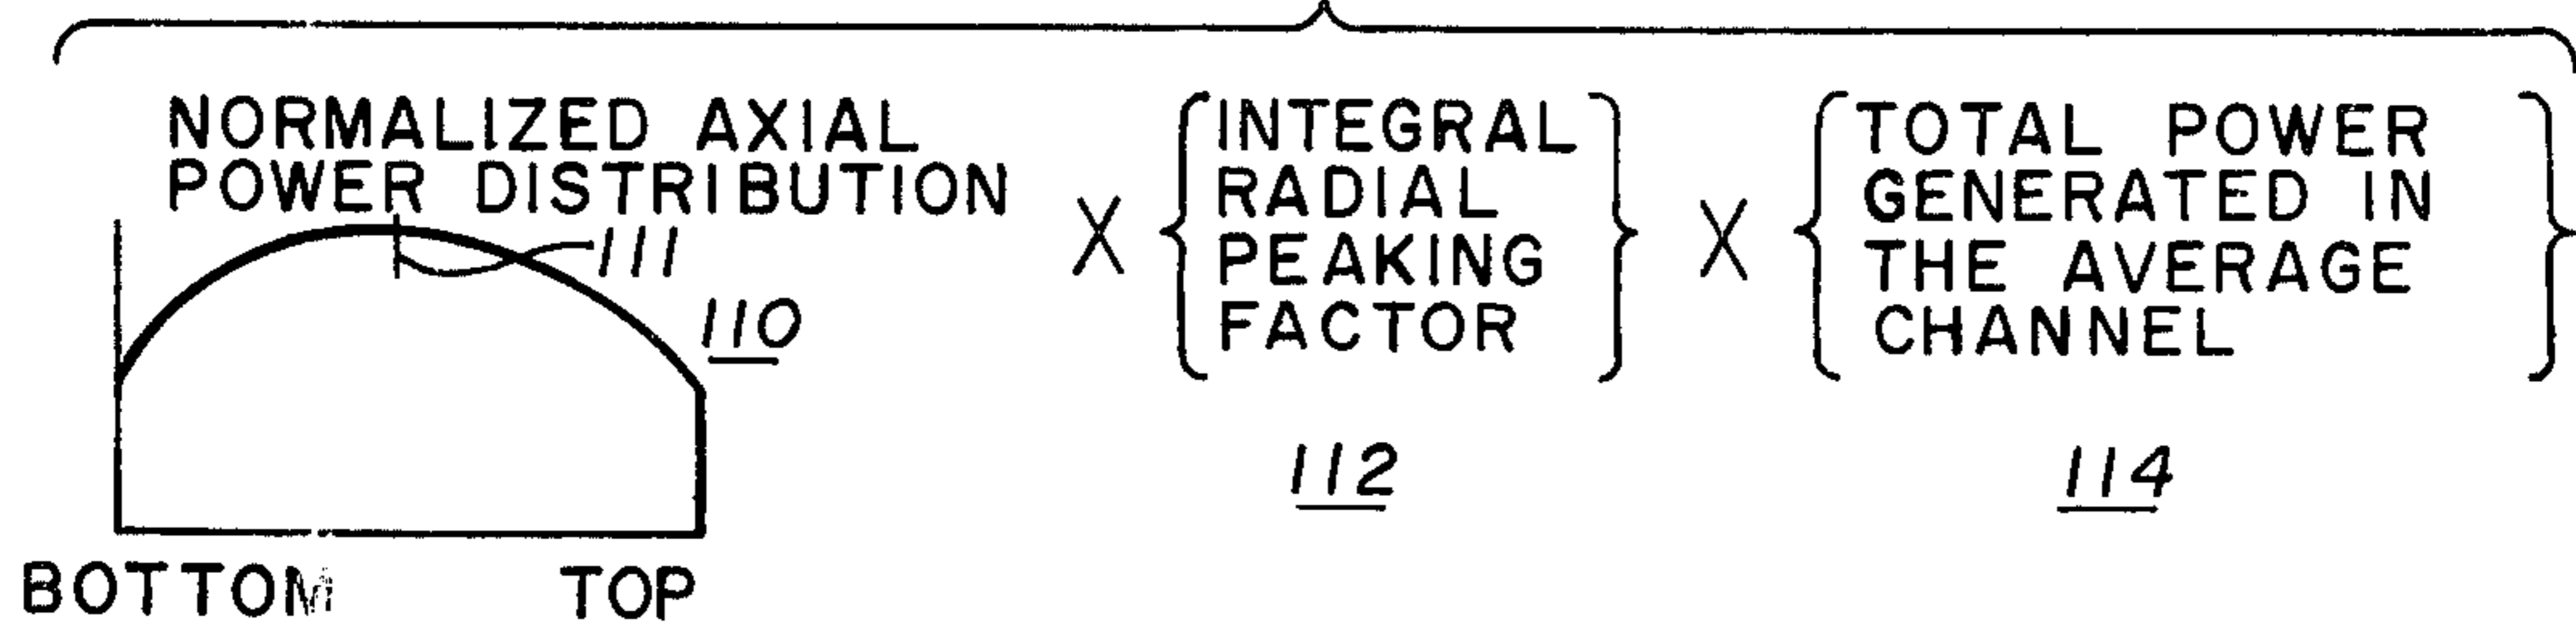 NORMALIZED AXIAL
POWER DISTRIBUTION
111
110
BOTTOM TOP
X
INTEGRAL
RADIAL
PEAKING
FACTOR
112
X
TOTAL POWER
GENERATED IN
THE AVERAGE
CHANNEL
114